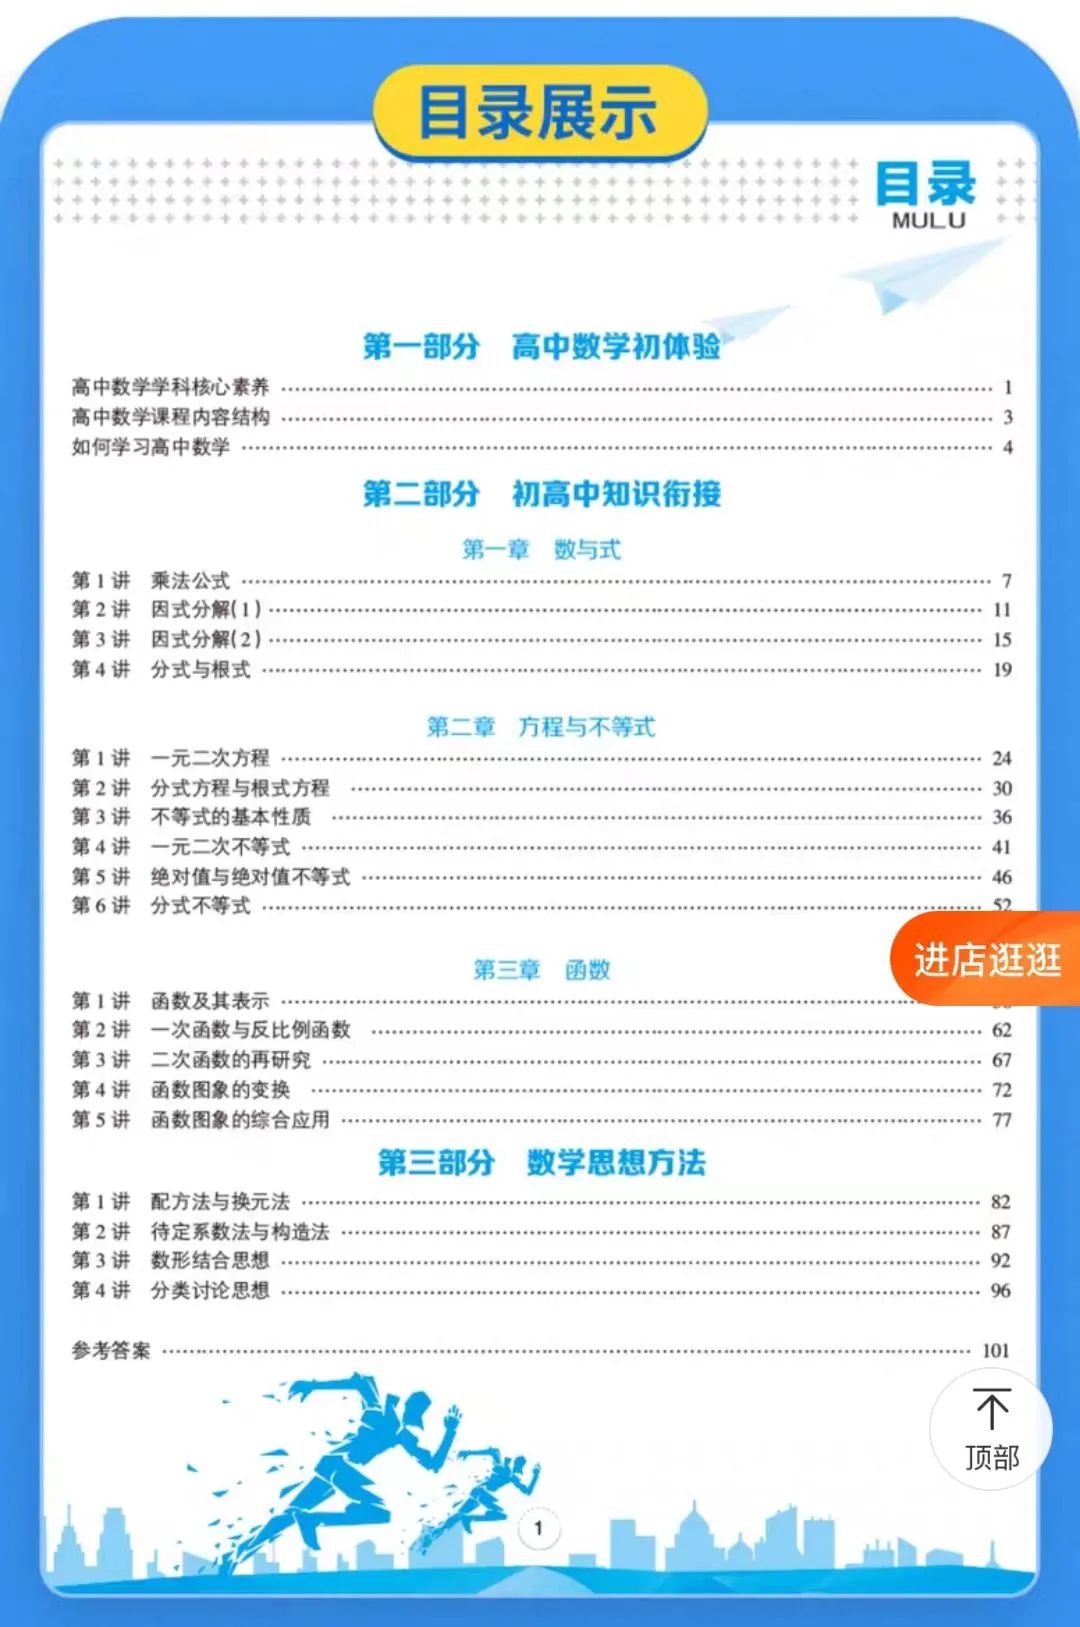 目录展示
目录
MULU
第一部分 高中数学初体验
高中数学学科核心素养 1
高中数学课程内容结构 3
如何学习高中数学 4
第二部分 初高中知识衔接
第一章 数与式
第1讲 乘法公式 7
第2讲 因式分解(1) 11
第3讲 因式分解(2) 15
第4讲 分式与根式 19
第二章 方程与不等式
第1讲 一元二次方程 24
第2讲 分式方程与根式方程 30
第3讲 不等式的基本性质 36
第4讲 一元二次不等式 41
第5讲 绝对值与绝对值不等式 46
第6讲 分式不等式 52
进店逛逛
第三章 函数
第1讲 函数及其表示
第2讲 一次函数与反比例函数 62
第3讲 二次函数的再研究 67
第4讲 函数图象的变换 72
第5讲 函数图象的综合应用 77
第三部分 数学思想方法
第1讲 配方法与换元法 82
第2讲 待定系数法与构造法 87
第3讲 数形结合思想 92
第4讲 分类讨论思想 96
参考答案 101
顶部
1